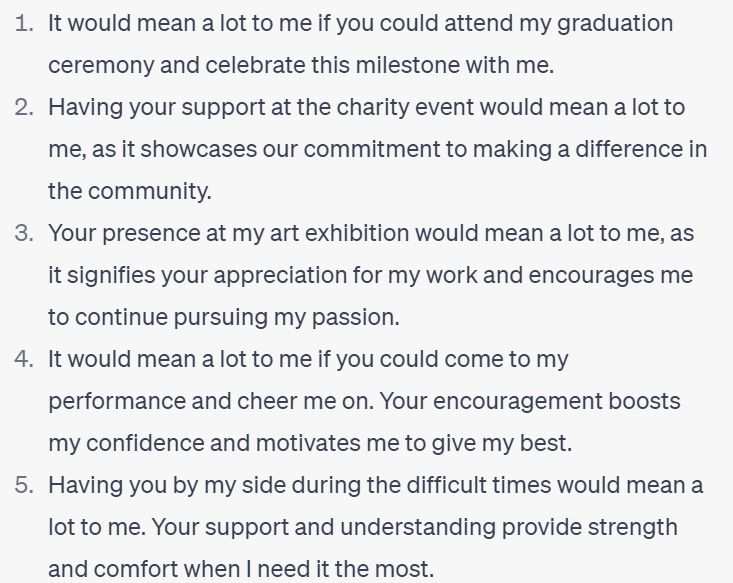 1. It would mean a lot to me if you could attend my graduation
ceremony and celebrate this milestone with me.
2. Having your support at the charity event would mean a lot to
me, as it showcases our commitment to making a difference in
the community.
3. Your presence at my art exhibition would mean a lot to me, as
it signifies your appreciation for my work and encourages me
to continue pursuing my passion.
4. It would mean a lot to me if you could come to my
performance and cheer me on. Your encouragement boosts
my confidence and motivates me to give my best.
5. Having you by my side during the difficult times would mean a
lot to me. Your support and understanding provide strength
and comfort when I need it the most.